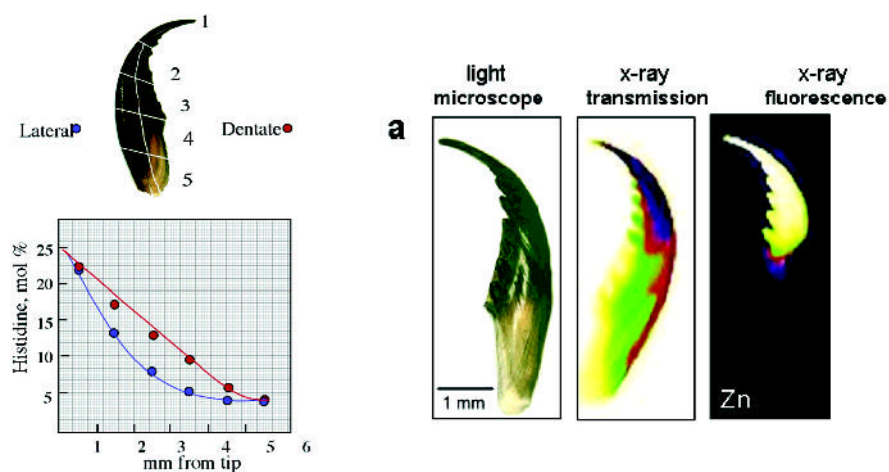 1
2
3
4
5
Lateral
Dentate
Histidine, mol %
25
20
15
10
5
1 2 3 4 5 6
mm from tip
a
light
microscope
x-ray
transmission
x-ray
fluorescence
1 mm
Zn